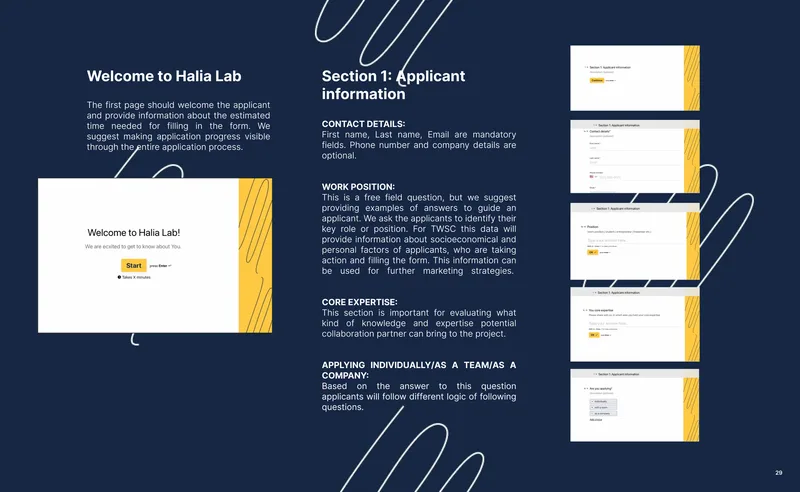 Welcome to Halia Lab
The first page should welcome the applicant
and provide information about the estimated
time needed for filling in the form. We
suggest making application progress visible
through the entire application process.
Welcome to Halia Lab!
We are ecxited to get to know about You.
Start
press Enter ↵
Takes X minutes
Section 1: Applicant
information
CONTACT DETAILS:
First name, Last name, Email are mandatory
fields. Phone number and company details are
optional.
WORK POSITION:
This is a free field question, but we suggest
providing examples of answers to guide an
applicant. We ask the applicants to identify their
key role or position. For TWSC this data will
provide information about socioeconomical and
personal factors of applicants, who are taking
action and filling the form. This information can
be used for further marketing strategies.
CORE EXPERTISE:
This section is important for evaluating what
kind of knowledge and expertise potential
collaboration partner can bring to the project.
APPLYING INDIVIDUALLY/AS A TEAM/AS A
COMPANY:
Based on the answer to this question
applicants will follow different logic of following
questions.
Section 1: Applicant information
Section 1: Applicant information
Contact details*
Section 1: Applicant information
Position
Section 1: Applicant information
You core expertise
Section 1: Applicant information
Are you applying?
29